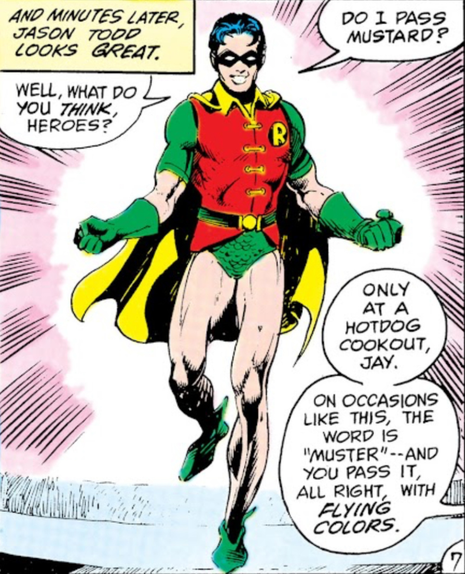 AND MINUTES LATER,
JASON TODD
LOOKS GREAT.
WELL, WHAT DO
YOU THINK,
HEROES?
DO I PASS
MUSTARD?
R
ONLY
AT A
HOTDOG
COOKOUT,
JAY.
ON OCCASIONS
LIKE THIS, THE
WORD IS
"MUSTER"--AND
YOU PASS IT,
ALL RIGHT, WITH
FLYING
COLORS.
7